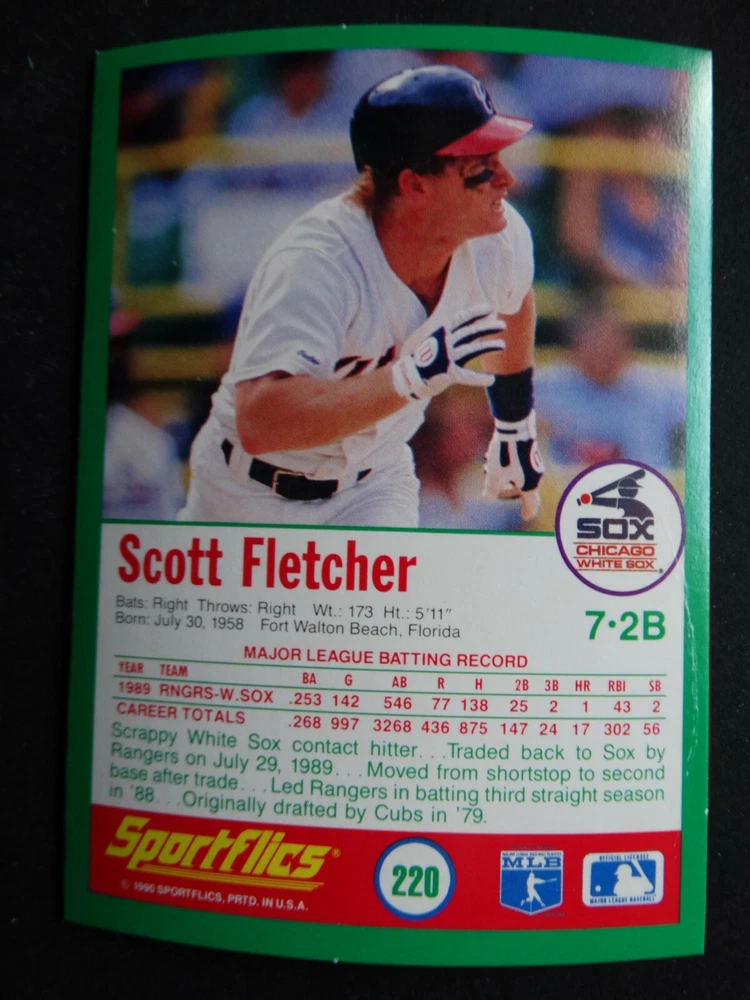 SOX
CHICAGO
WHITE SOX
Scott Fletcher
Bats: Right Throws: Right Wt.: 173 Ht.: 5'11"
Born: July 30, 1958 Fort Walton Beach, Florida
7•2B
MAJOR LEAGUE BATTING RECORD
YEAR TEAM BA G AB R H 2B 3B HR RBI SB
1989 RNGRS-W.SOX .253 142 546 77 138 25 2 1 43 2
CAREER TOTALS .268 997 3268 436 875 147 24 17 302 56
Scrappy White Sox contact hitter. . .Traded back to Sox by
Rangers on July 29, 1989. . .Moved from shortstop to second
base after trade. . .Led Rangers in batting third straight season
in '88. . .Originally drafted by Cubs in '79.
Sportflics®
© 1990 SPORTFLICS, PRTD. IN U.S.A.
220
MLB
OFFICIAL LICENSEE
MAJOR LEAGUE BASEBALL